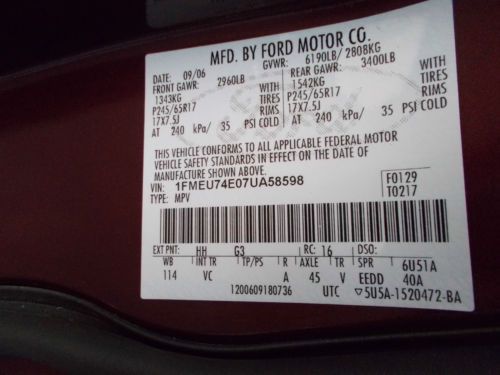 MFD. BY FORD MOTOR CO.
DATE: 09/06 GVWR: 6190LB/ 2808KG
FRONT GAWR: 2960LB REAR GAWR: 3400LB
1343KG 1542KG
P245/65R17 TIRES P245/65R17 TIRES
17X7.5J RIMS 17X7.5J RIMS
AT 240 kPa/ 35 PSI COLD AT 240 kPa/ 35 PSI COLD
THIS VEHICLE CONFORMS TO ALL APPLICABLE FEDERAL MOTOR
VEHICLE SAFETY STANDARDS IN EFFECT ON THE DATE OF
MANUFACTURE SHOWN ABOVE.
VIN: 1FMEU74E07UA58598 F0129
TYPE: MPV T0217
EXT PNT: HH G3 RC: 16 DSO:
WB INT TR TP/PS R AXLE TR SPR 6U51A
114 VC A 45 V EEDD 40A
1200609180736 UTC ▽5U5A-1520472-BA